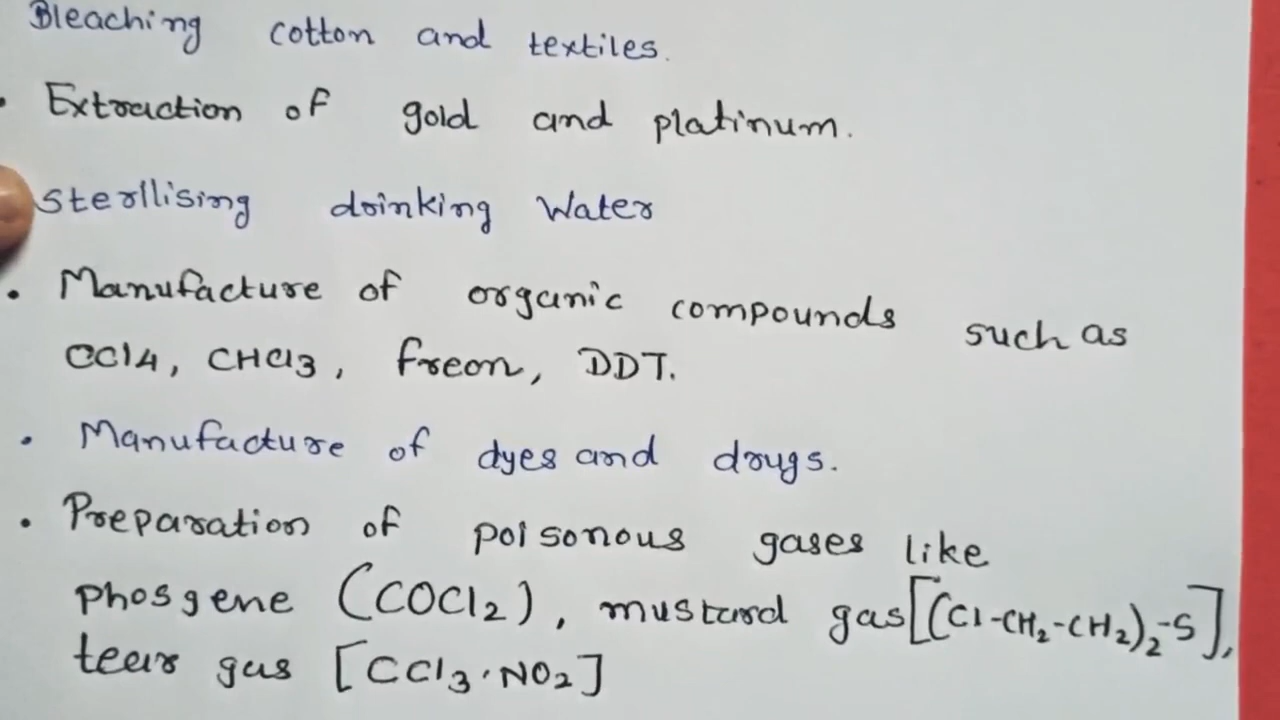 Bleaching cotton and textiles.
• Extraction of gold and platinum.
Sterllising drinking Water
• Manufacture of organic compounds such as
CCl4, CHCl3, freon, DDT.
• Manufacture of dyes and drugs.
• Preparation of poisonous gases like
phosgene (COCl2), mustard gas[(Cl-CH2-CH2)2-S],
tear gas [CCl3.NO2]